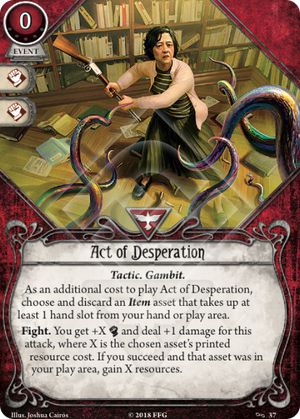 0
EVENT
Act of Desperation
Tactic. Gambit.
As an additional cost to play Act of Desperation,
choose and discard an Item asset that takes up at
least 1 hand slot from your hand or play area.
Fight. You get +X and deal +1 damage for this
attack, where X is the chosen asset's printed
resource cost. If you succeed and that asset was in
your play area, gain X resources.
Illus. Joshua Cairós
© 2018 FFG
37